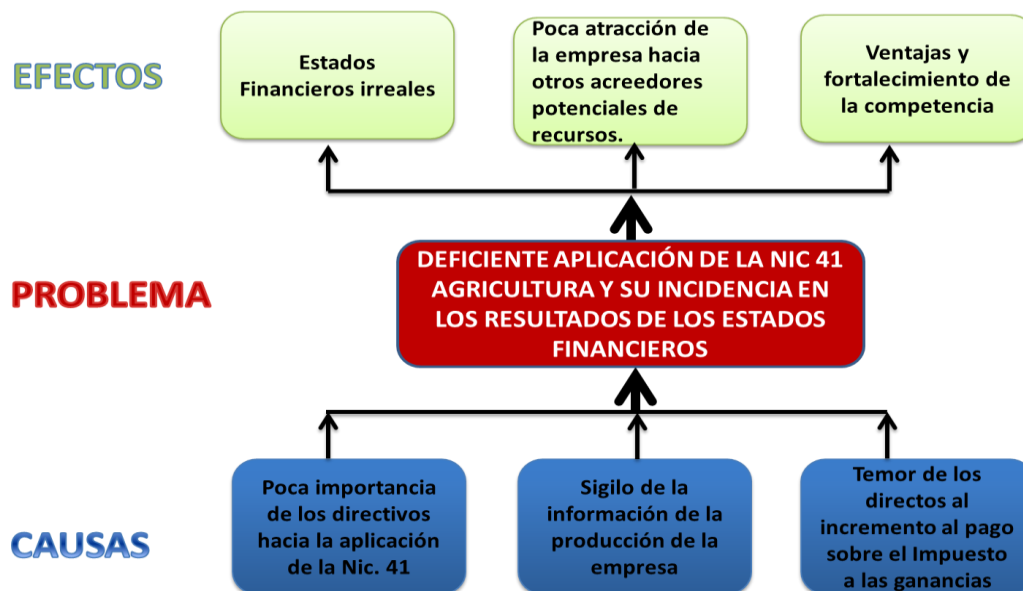 EFECTOS
Estados
Financieros irreales
Poca atracción de
la empresa hacia
otros acreedores
potenciales de
recursos.
Ventajas y
fortalecimiento de
la competencia
PROBLEMA
DEFICIENTE APLICACIÓN DE LA NIC 41
AGRICULTURA Y SU INCIDENCIA EN
LOS RESULTADOS DE LOS ESTADOS
FINANCIEROS
CAUSAS
Poca importancia
de los directivos
hacia la aplicación
de la Nic. 41
Sigilo de la
información de la
producción de la
empresa
Temor de los
directos al
incremento al pago
sobre el Impuesto
a las ganancias